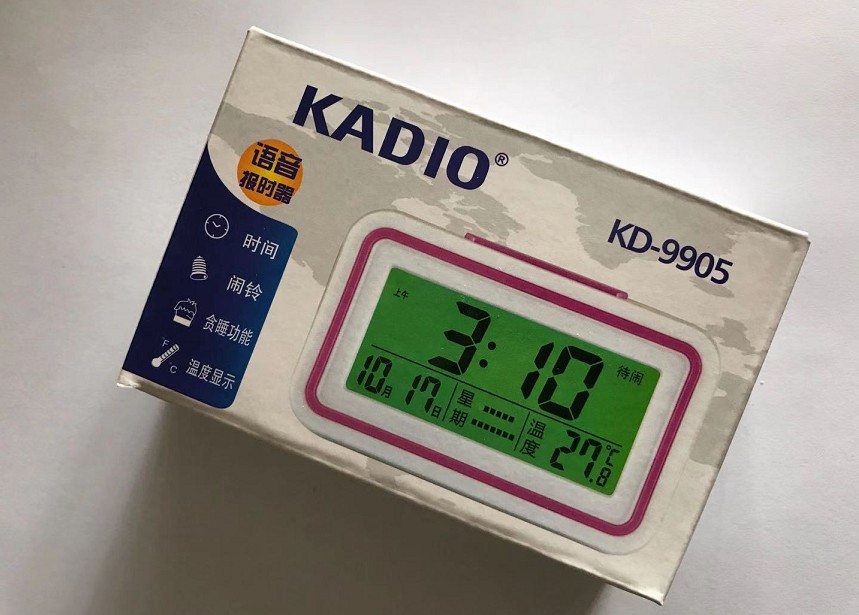 KADIO®
语音
报时器
KD-9905
时间
闹铃
贪睡功能
°F
°C
温度显示
上午
3:10
待闹
10月17日
星期二
温度
27.8℃